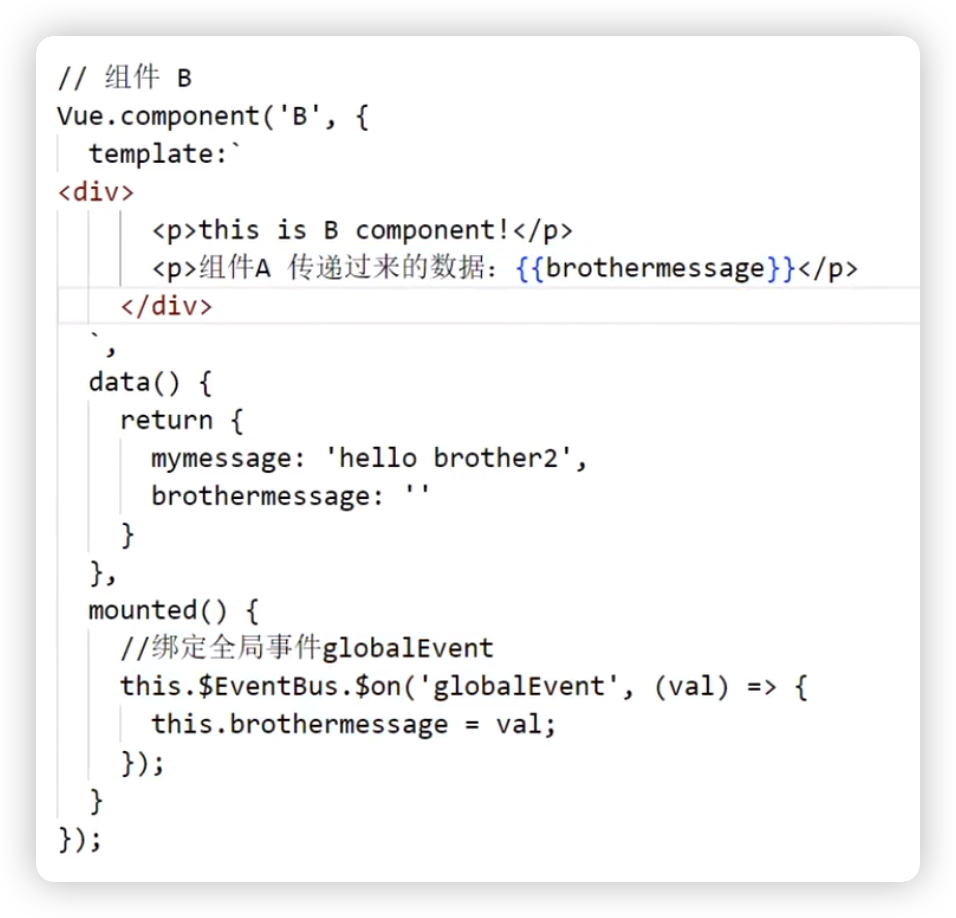 // 组件 B
Vue.component('B', {
template:`
<div>
<p>this is B component!</p>
<p>组件A 传递过来的数据：{{brothermessage}}</p>
</div>
`,
data() {
return {
mymessage: 'hello brother2',
brothermessage: ''
}
},
mounted() {
//绑定全局事件globalEvent
this.$EventBus.$on('globalEvent', (val) => {
this.brothermessage = val;
});
}
});